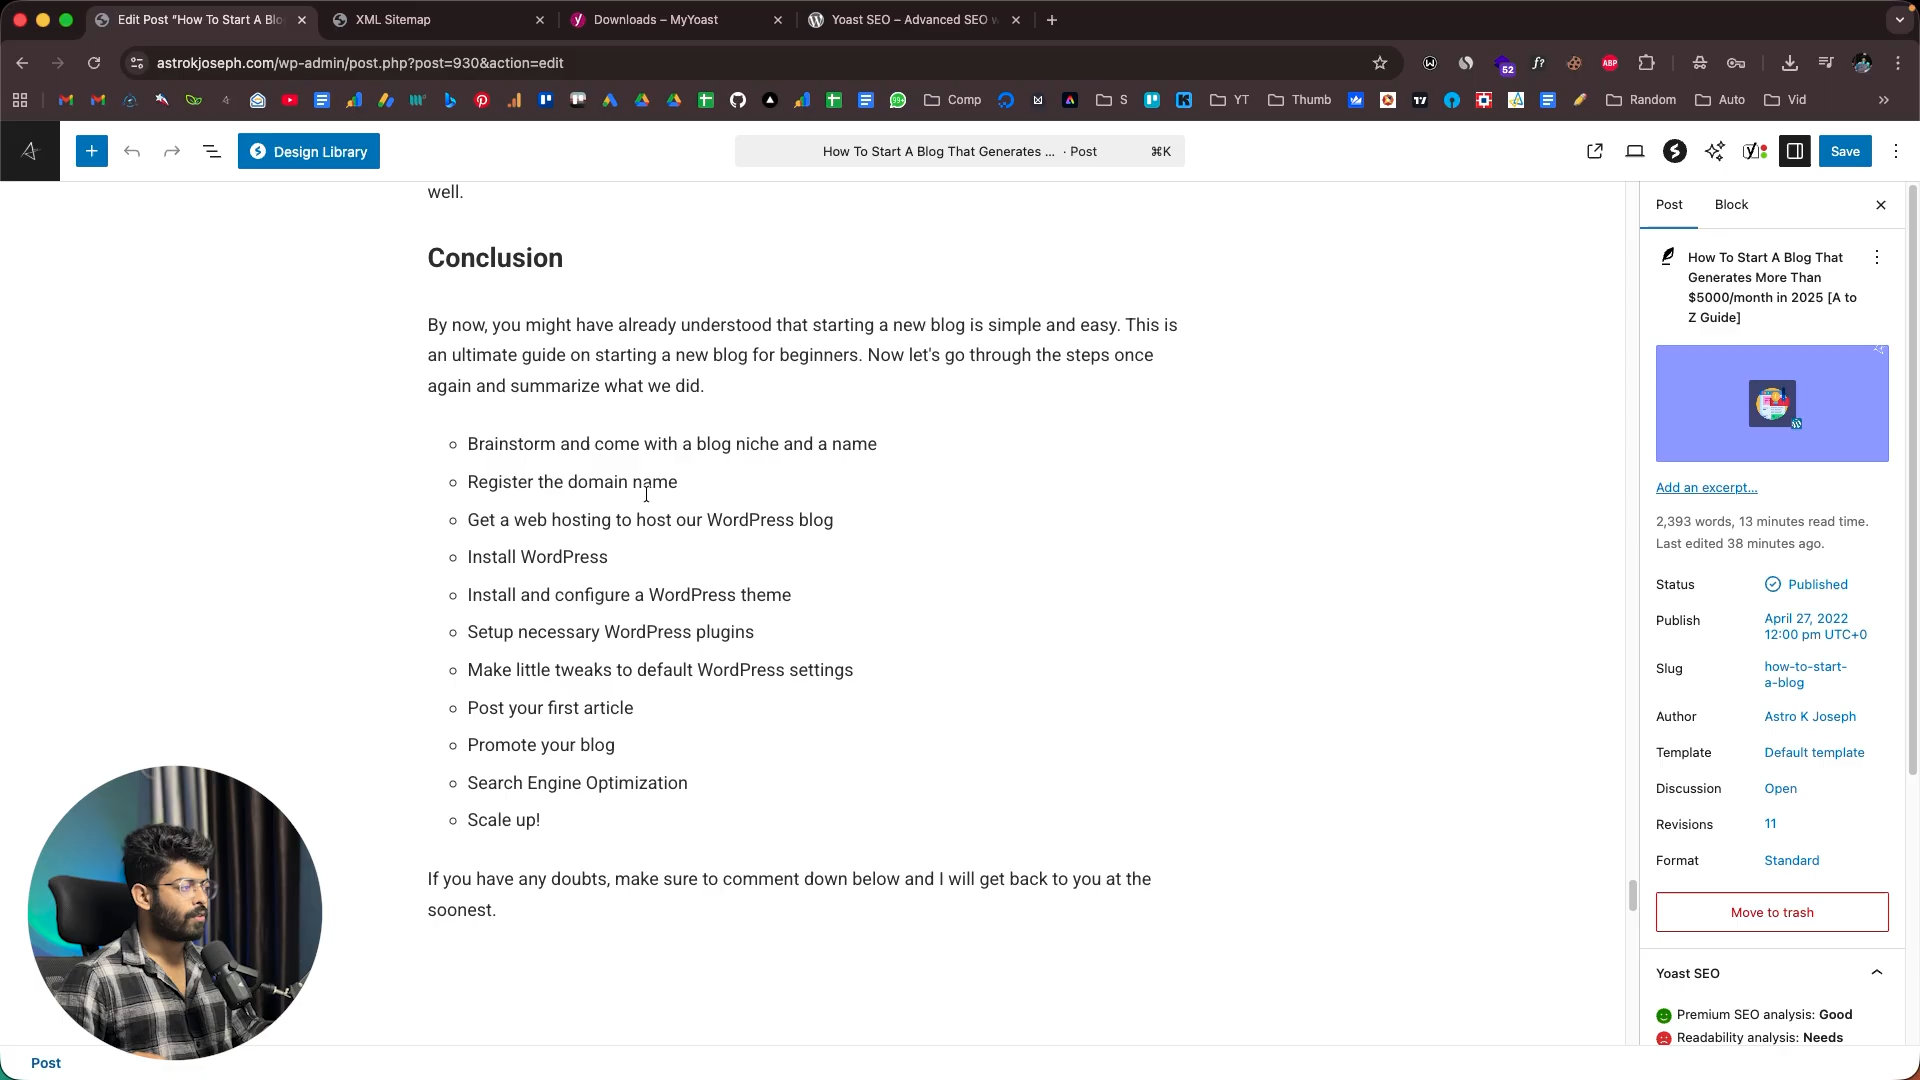 Edit Post “How To Start A Blo
XML Sitemap
Downloads – MyYoast
Yoast SEO – Advanced SEO w
astrokjoseph.com/wp-admin/post.php?post=930&action=edit
52
f?
ABP
99+
Comp
S
YT
Thumb
Random
Auto
Vid
Design Library
How To Start A Blog That Generates ... · Post
⌘K
Save
well.
Conclusion
By now, you might have already understood that starting a new blog is simple and easy. This is
an ultimate guide on starting a new blog for beginners. Now let's go through the steps once
again and summarize what we did.
Brainstorm and come with a blog niche and a name
Register the domain name
Get a web hosting to host our WordPress blog
Install WordPress
Install and configure a WordPress theme
Setup necessary WordPress plugins
Make little tweaks to default WordPress settings
Post your first article
Promote your blog
Search Engine Optimization
Scale up!
If you have any doubts, make sure to comment down below and I will get back to you at the
soonest.
Post
Post
Block
How To Start A Blog That
Generates More Than
$5000/month in 2025 [A to
Z Guide]
Add an excerpt...
2,393 words, 13 minutes read time.
Last edited 38 minutes ago.
Status
Published
Publish
April 27, 2022
12:00 pm UTC+0
Slug
how-to-start-
a-blog
Author
Astro K Joseph
Template
Default template
Discussion
Open
Revisions
11
Format
Standard
Move to trash
Yoast SEO
Premium SEO analysis: Good
Readability analysis: Needs